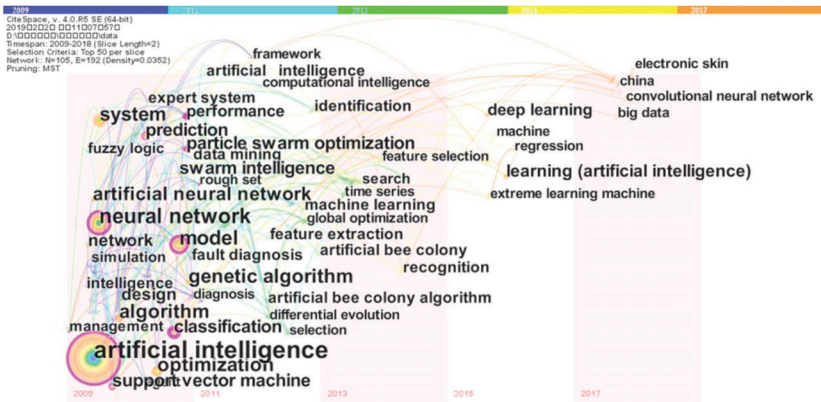 2009 2011 2013 2015 2017
CiteSpace, v. 4.0.R5 SE (64-bit)
Timespan: 2009-2018 (Slice Length=2)
Selection Criteria: Top 50 per slice
Network: N=105, E=192 (Density=0.0352)
Pruning: MST
framework
artificial intelligence
computational intelligence
electronic skin
china
convolutional neural network
big data
expert system
performance
identification
deep learning
system
prediction
machine
regression
fuzzy logic
particle swarm optimization
data mining
feature selection
swarm intelligence
learning (artificial intelligence)
rough set
search
artificial neural network
time series
extreme learning machine
machine learning
neural network
global optimization
network
model
feature extraction
simulation
fault diagnosis
artificial bee colony
recognition
intelligence
genetic algorithm
design
diagnosis
artificial bee colony algorithm
algorithm
differential evolution
management
classification
selection
artificial intelligence
optimization
support vector machine
2009 2011 2013 2015 2017